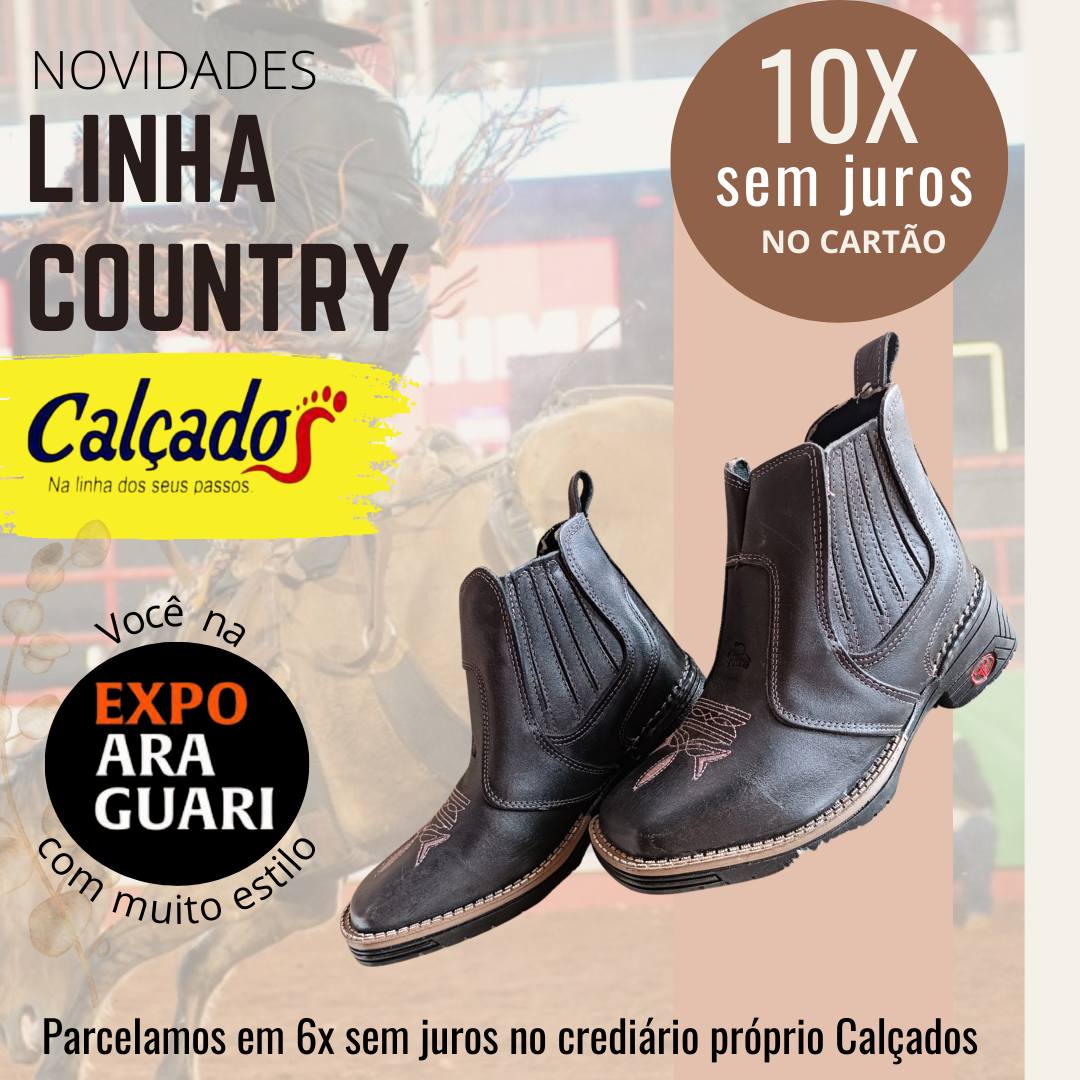 NOVIDADES
LINHA
COUNTRY
10X
sem juros
NO CARTÃO
Calçados
Na linha dos seus passos.
Você na
EXPO
ARA
GUARI
com muito estilo
Parcelamos em 6x sem juros no crediário próprio Calçados